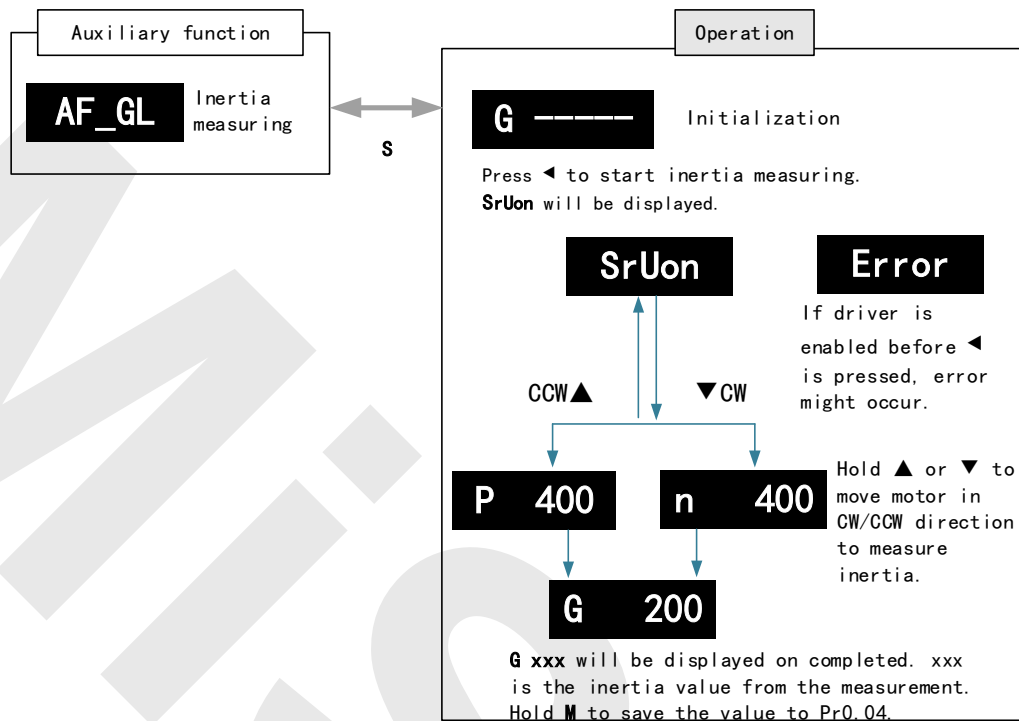 Auxiliary function
AF_GL
Inertia
measuring
S
Operation
G -----
Initialization
Press ◀ to start inertia measuring.
SrUon will be displayed.
SrUon
Error
If driver is
enabled before ◀
is pressed, error
might occur.
CCW▲
▼CW
P 400
n 400
Hold ▲ or ▼ to
move motor in
CW/CCW direction
to measure
inertia.
G 200
G xxx will be displayed on completed. xxx
is the inertia value from the measurement.
Hold M to save the value to Pr0.04.